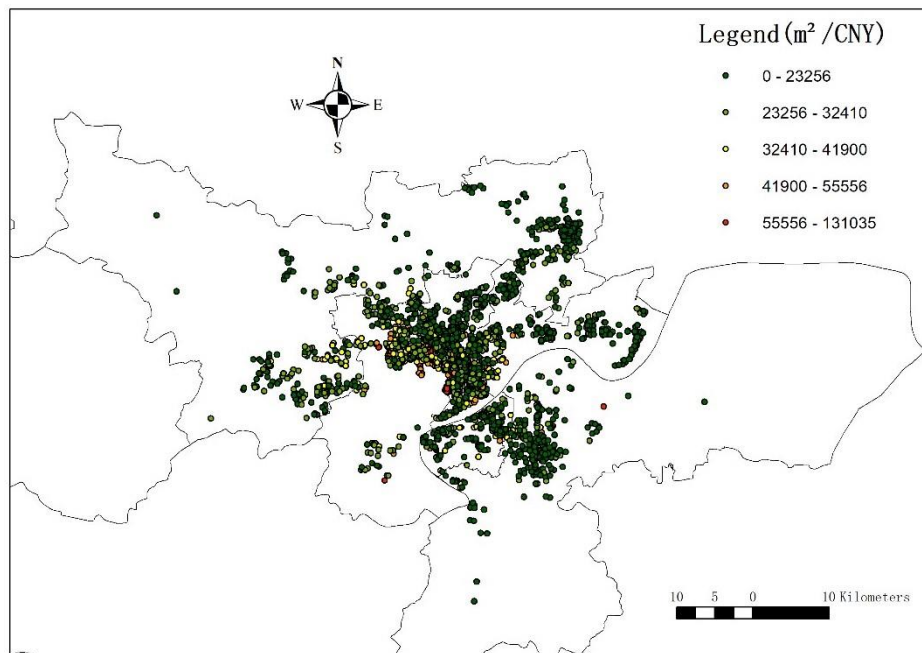 Legend(m²/CNY)
0 - 23256
23256 - 32410
32410 - 41900
41900 - 55556
55556 - 131035
N
W E
S
10 5 0 10 Kilometers